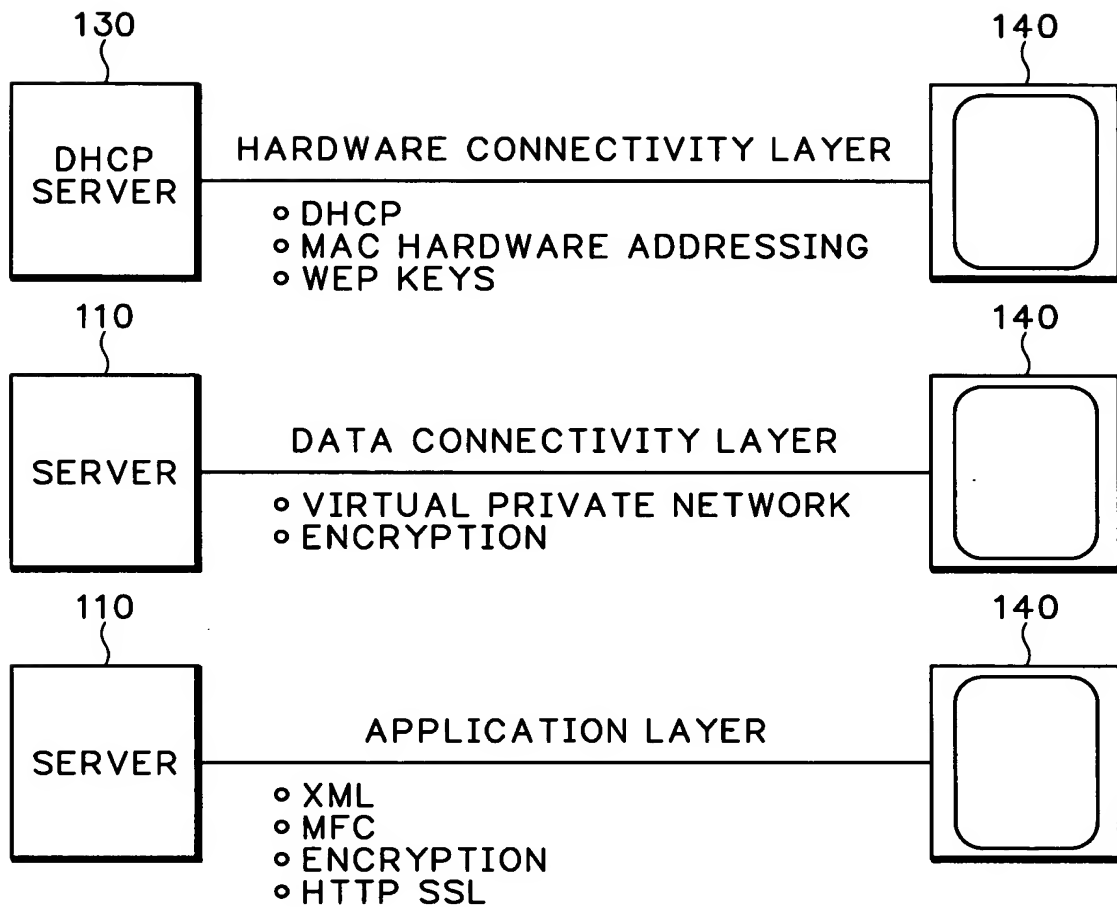 130
140
DHCP
SERVER
HARDWARE CONNECTIVITY LAYER
○ DHCP
○ MAC HARDWARE ADDRESSING
○ WEP KEYS
110
140
SERVER
DATA CONNECTIVITY LAYER
○ VIRTUAL PRIVATE NETWORK
○ ENCRYPTION
110
140
SERVER
APPLICATION LAYER
○ XML
○ MFC
○ ENCRYPTION
○ HTTP SSL